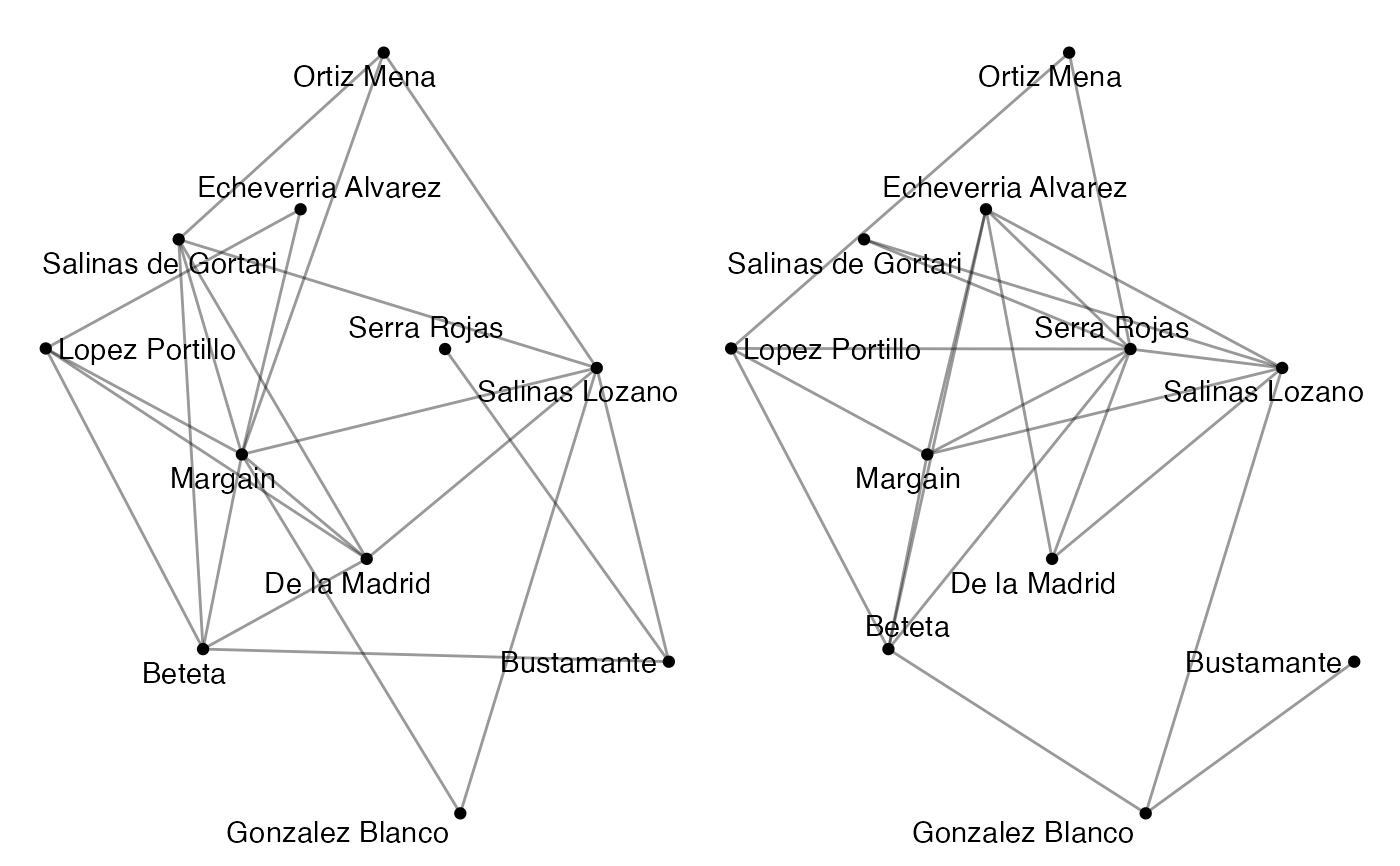 Ortiz Mena
Echeverria Alvarez
Salinas de Gortari
Serra Rojas
Lopez Portillo
Salinas Lozano
Margain
De la Madrid
Bustamante
Beteta
Gonzalez Blanco
Ortiz Mena
Echeverria Alvarez
Salinas de Gortari
Serra Rojas
Lopez Portillo
Salinas Lozano
Margain
De la Madrid
Beteta
Bustamante
Gonzalez Blanco